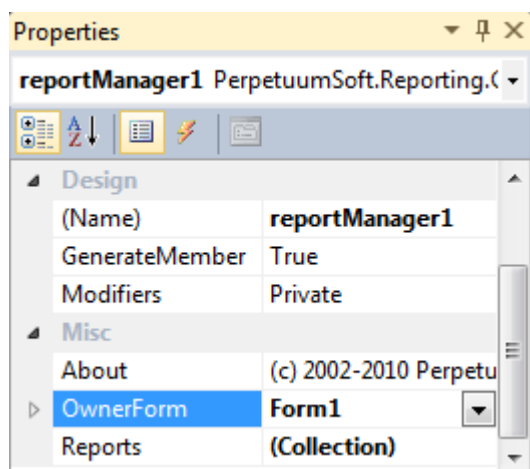 Properties
reportManager1 PerpetuumSoft.Reporting.(
Design
(Name) reportManager1
GenerateMember True
Modifiers Private
Misc
About (c) 2002-2010 Perpetu
OwnerForm Form1
Reports (Collection)